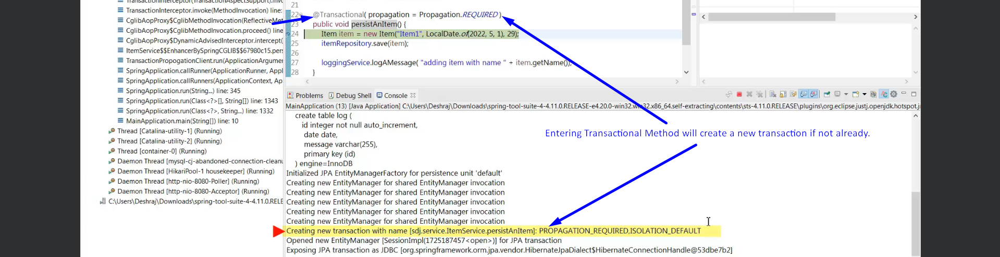 TransactionInterceptor(TransactionAspectSupport).inv
TransactionInterceptor.invoke(MethodInvocation) line:
CglibAopProxy$CglibMethodInvocation(ReflectiveMet
CglibAopProxy$CglibMethodInvocation.proceed() line
CglibAopProxy$DynamicAdvisedInterceptor.intercept(
ItemService$$EnhancerBySpringCGLIB$$67980c15.pers
TransactionPropogationClient.run(ApplicationArgumer
SpringApplication.callRunner(ApplicationRunner, Appl
SpringApplication.callRunners(ApplicationContext, Ap
SpringApplication.run(String...) line: 345
SpringApplication.run(Class<?>[], String[]) line: 1343
SpringApplication.run(Class<?>, String...) line: 1332
MainApplication.main(String[]) line: 10
Thread [Catalina-utility-1] (Running)
Thread [Catalina-utility-2] (Running)
Thread [container-0] (Running)
Daemon Thread [mysql-cj-abandoned-connection-cleanu
Daemon Thread [HikariPool-1 housekeeper] (Running)
Daemon Thread [http-nio-8080-Poller] (Running)
Daemon Thread [http-nio-8080-Acceptor] (Running)
C:\Users\Deshraj\Downloads\spring-tool-suite-4-4.11.0.RELE
21
22 @Transactional( propagation = Propagation.REQUIRED )
23 public void persistAnItem() {
24 Item item = new Item("Item1", LocalDate.of(2022, 5, 1), 29);
25 itemRepository.save(item);
26
27 loggingService.logAMessage( "adding item with name " + item.getName());
28 }
Problems Debug Shell Console
MainApplication (13) [Java Application] C:\Users\Deshraj\Downloads\spring-tool-suite-4-4.11.0.RELEASE-e4.20.0-win32.win32.x86_64.self-extracting\contents\sts-4.11.0.RELEASE\plugins\org.eclipse.justj.openjdk.hotspot.jr
create table log (
id integer not null auto_increment,
date date,
message varchar(255),
primary key (id)
) engine=InnoDB
Initialized JPA EntityManagerFactory for persistence unit 'default'
Creating new EntityManager for shared EntityManager invocation
Creating new EntityManager for shared EntityManager invocation
Creating new EntityManager for shared EntityManager invocation
Creating new EntityManager for shared EntityManager invocation
Creating new EntityManager for shared EntityManager invocation
Creating new transaction with name [sdj.service.ItemService.persistAnItem]: PROPAGATION_REQUIRED,ISOLATION_DEFAULT
Opened new EntityManager [SessionImpl(1725187457<open>)] for JPA transaction
Exposing JPA transaction as JDBC [org.springframework.orm.jpa.vendor.HibernateJpaDialect$HibernateConnectionHandle@53dbe7b2]
Entering Transactional Method will create a new transaction if not already.